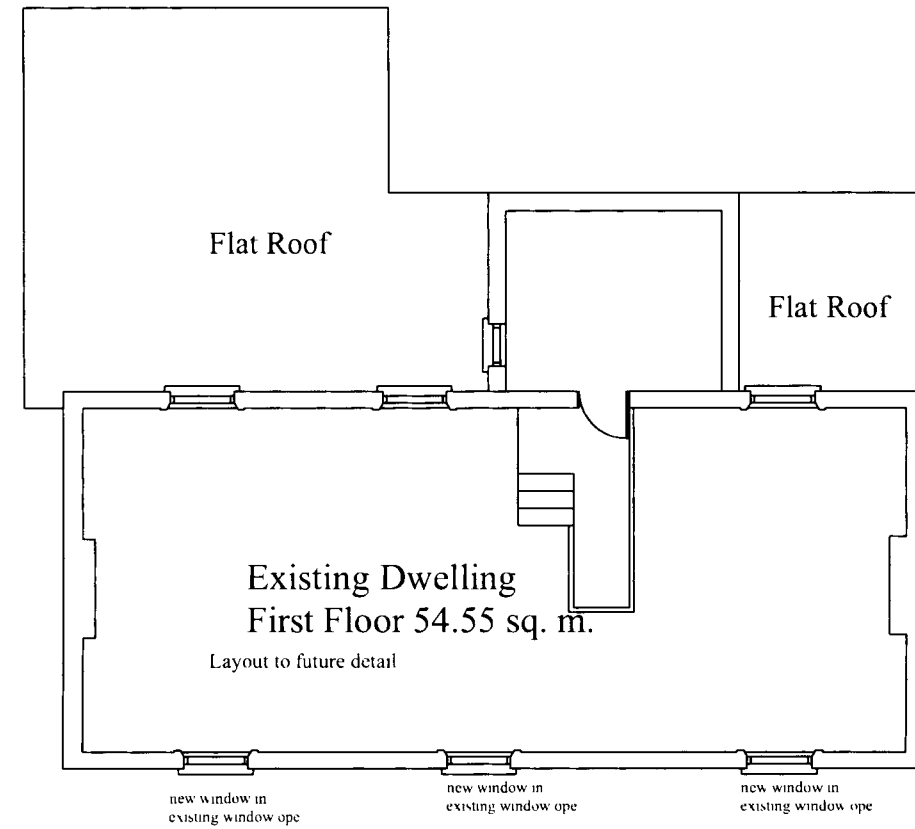 Flat Roof
Flat Roof
Existing Dwelling
First Floor 54.55 sq. m.
Layout to future detail
new window in
existing window ope
new window in
existing window ope
new window in
existing window ope